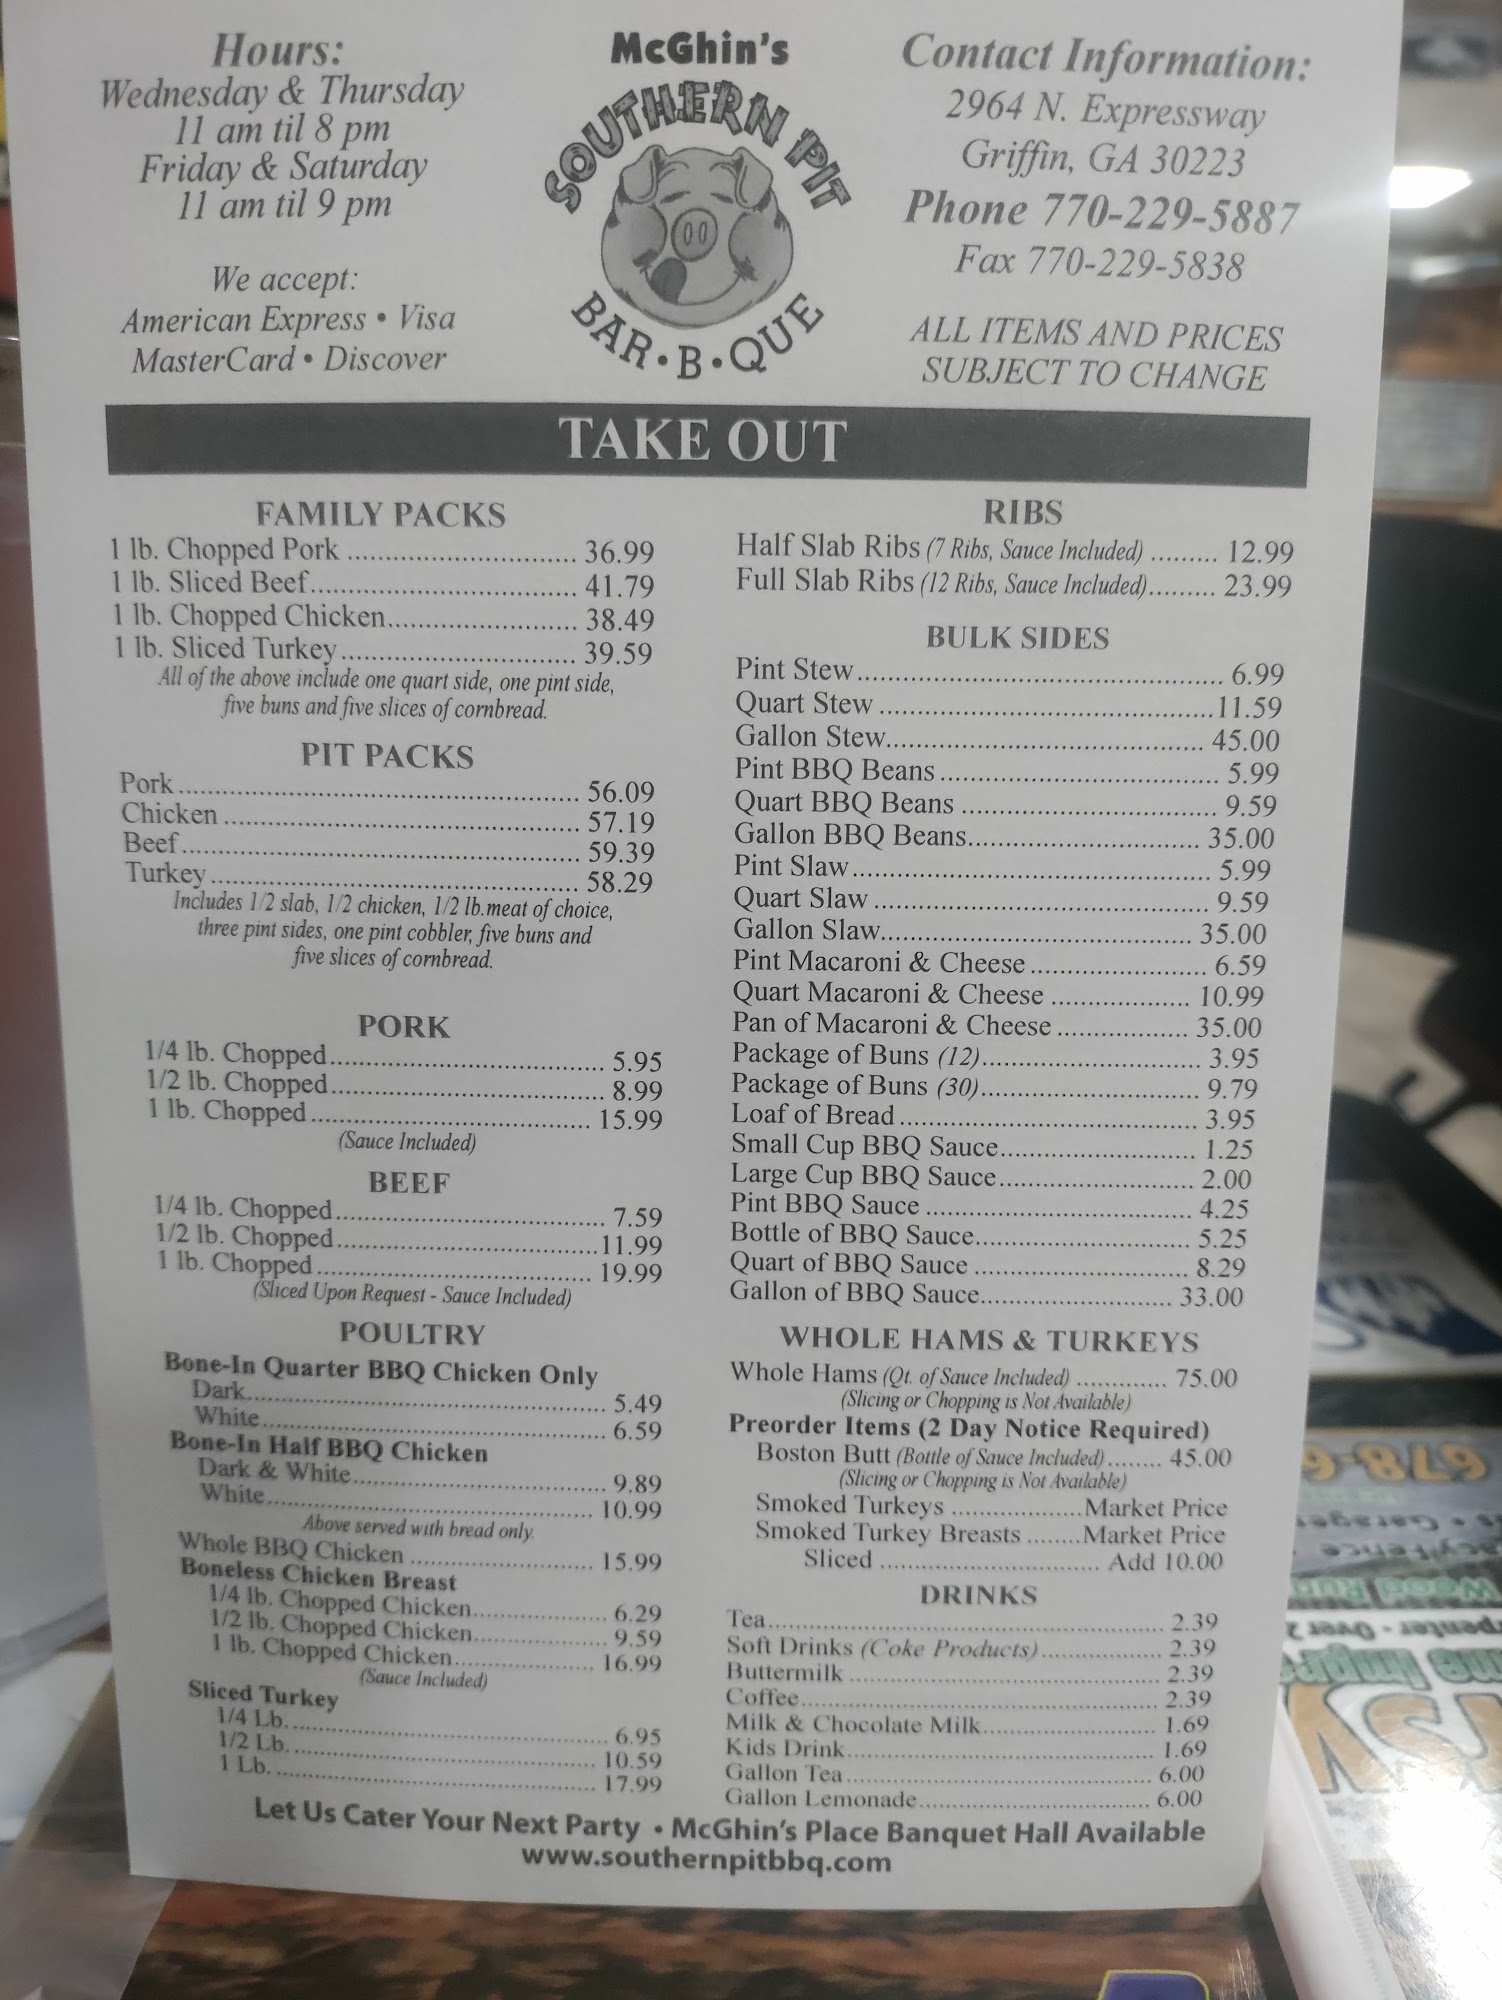 Hours:
Wednesday & Thursday
11 am til 8 pm
Friday & Saturday
11 am til 9 pm
We accept:
American Express • Visa
MasterCard • Discover
McGhin's
SOUTHERN PIT
BAR•B•QUE
Contact Information:
2964 N. Expressway
Griffin, GA 30223
Phone 770-229-5887
Fax 770-229-5838
ALL ITEMS AND PRICES
SUBJECT TO CHANGE
TAKE OUT
FAMILY PACKS
1 lb. Chopped Pork ............................ 36.99
1 lb. Sliced Beef................................. 41.79
1 lb. Chopped Chicken........................ 38.49
1 lb. Sliced Turkey............................. 39.59
All of the above include one quart side, one pint side,
five buns and five slices of cornbread.
PIT PACKS
Pork.................................................... 56.09
Chicken .............................................. 57.19
Beef.................................................... 59.39
Turkey................................................ 58.29
Includes 1/2 slab, 1/2 chicken, 1/2 lb.meat of choice,
three pint sides, one pint cobbler, five buns and
five slices of cornbread.
PORK
1/4 lb. Chopped.................................. 5.95
1/2 lb. Chopped.................................. 8.99
1 lb. Chopped................................... 15.99
(Sauce Included)
BEEF
1/4 lb. Chopped.................................. 7.59
1/2 lb. Chopped.................................11.99
1 lb. Chopped................................... 19.99
(Sliced Upon Request - Sauce Included)
POULTRY
Bone-In Quarter BBQ Chicken Only
Dark............................................... 5.49
White............................................. 6.59
Bone-In Half BBQ Chicken
Dark & White................................ 9.89
White........................................... 10.99
Above served with bread only.
Whole BBQ Chicken ....................... 15.99
Boneless Chicken Breast
1/4 lb. Chopped Chicken................. 6.29
1/2 lb. Chopped Chicken................. 9.59
1 lb. Chopped Chicken.................. 16.99
(Sauce Included)
Sliced Turkey
1/4 Lb. .......................................... 6.95
1/2 Lb. ......................................... 10.59
1 Lb. ........................................... 17.99
RIBS
Half Slab Ribs (7 Ribs, Sauce Included) ......... 12.99
Full Slab Ribs (12 Ribs, Sauce Included)......... 23.99
BULK SIDES
Pint Stew................................................ 6.99
Quart Stew .............................................11.59
Gallon Stew........................................... 45.00
Pint BBQ Beans...................................... 5.99
Quart BBQ Beans ................................... 9.59
Gallon BBQ Beans................................ 35.00
Pint Slaw................................................ 5.99
Quart Slaw ............................................. 9.59
Gallon Slaw.......................................... 35.00
Pint Macaroni & Cheese........................ 6.59
Quart Macaroni & Cheese ................... 10.99
Pan of Macaroni & Cheese .................. 35.00
Package of Buns (12).............................. 3.95
Package of Buns (30).............................. 9.79
Loaf of Bread ......................................... 3.95
Small Cup BBQ Sauce........................... 1.25
Large Cup BBQ Sauce........................... 2.00
Pint BBQ Sauce ..................................... 4.25
Bottle of BBQ Sauce.............................. 5.25
Quart of BBQ Sauce .............................. 8.29
Gallon of BBQ Sauce........................... 33.00
WHOLE HAMS & TURKEYS
Whole Hams (Qt. of Sauce Included) ............. 75.00
(Slicing or Chopping is Not Available)
Preorder Items (2 Day Notice Required)
Boston Butt (Bottle of Sauce Included)........ 45.00
(Slicing or Chopping is Not Available)
Smoked Turkeys ...................Market Price
Smoked Turkey Breasts ........Market Price
Sliced ................................ Add 10.00
DRINKS
Tea......................................................... 2.39
Soft Drinks (Coke Products)................. 2.39
Buttermilk ............................................. 2.39
Coffee.................................................... 2.39
Milk & Chocolate Milk......................... 1.69
Kids Drink............................................. 1.69
Gallon Tea............................................. 6.00
Gallon Lemonade.................................. 6.00
Let Us Cater Your Next Party • McGhin's Place Banquet Hall Available
www.southernpitbbq.com